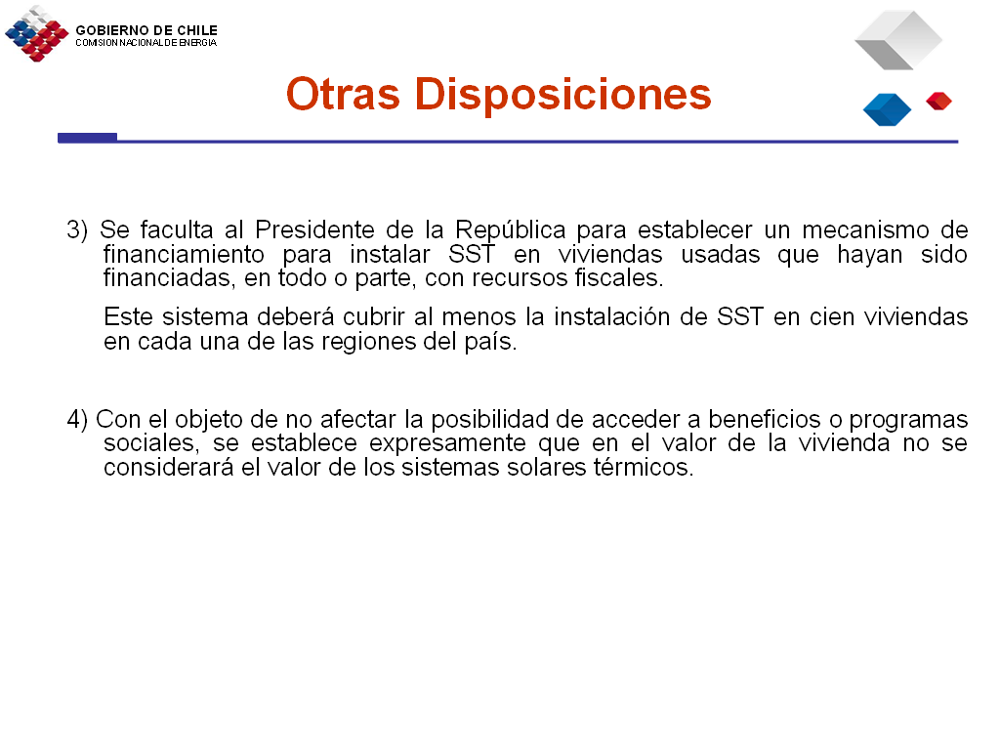 GOBIERNO DE CHILE
COMISION NACIONAL DE ENERGIA
Otras Disposiciones
3) Se faculta al Presidente de la República para establecer un mecanismo de
financiamiento para instalar SST en viviendas usadas que hayan sido
financiadas, en todo o parte, con recursos fiscales.
Este sistema deberá cubrir al menos la instalación de SST en cien viviendas
en cada una de las regiones del país.
4) Con el objeto de no afectar la posibilidad de acceder a beneficios o programas
sociales, se establece expresamente que en el valor de la vivienda no se
considerará el valor de los sistemas solares térmicos.